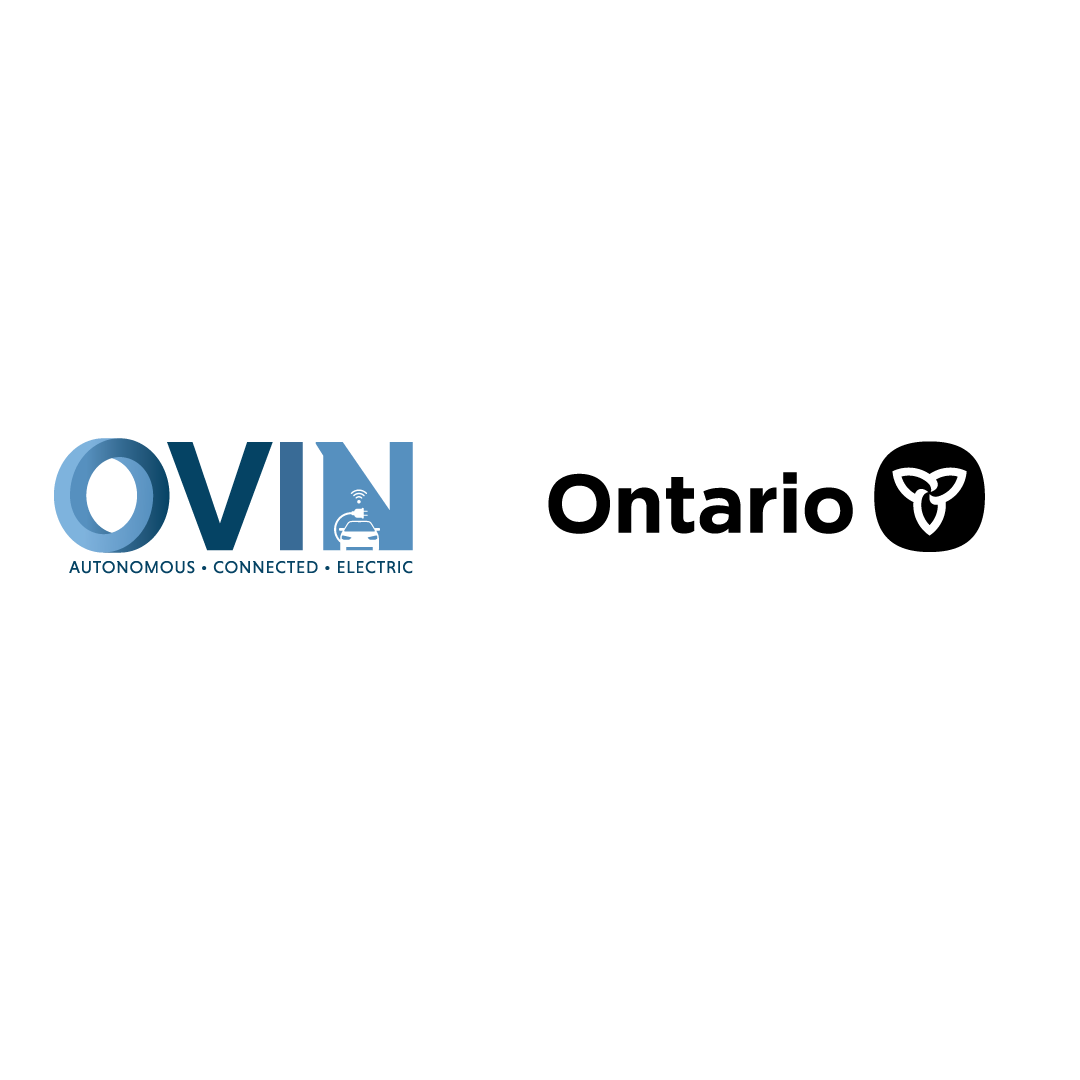 OVIN
AUTONOMOUS • CONNECTED • ELECTRIC
Ontario